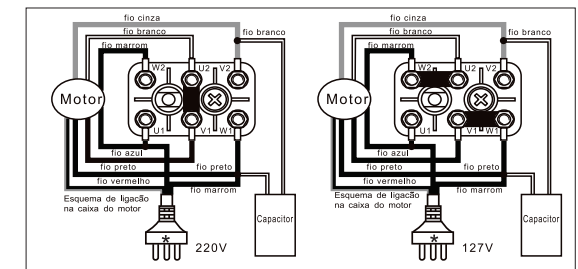 fio cinza
fio branco
fio marrom
fio branco
W2
U2
V2
Motor
U1
V1
W1
fio azul
fio preto
fio preto
fio vermelho
fio marrom
Esquema de ligacão
na caixa do motor
Capacitor
*
220V
fio cinza
fio branco
fio marrom
fio branco
W2
U2
V2
Motor
U1
V1
W1
fio azul
fio preto
fio preto
fio vermelho
fio marrom
Esquema de ligacão
na caixa do motor
Capacitor
*
127V